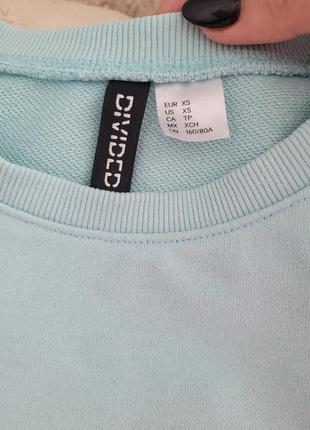 DIVIDED
EUR XS
US XS
CA TP
MX XCH
CN 160/80A